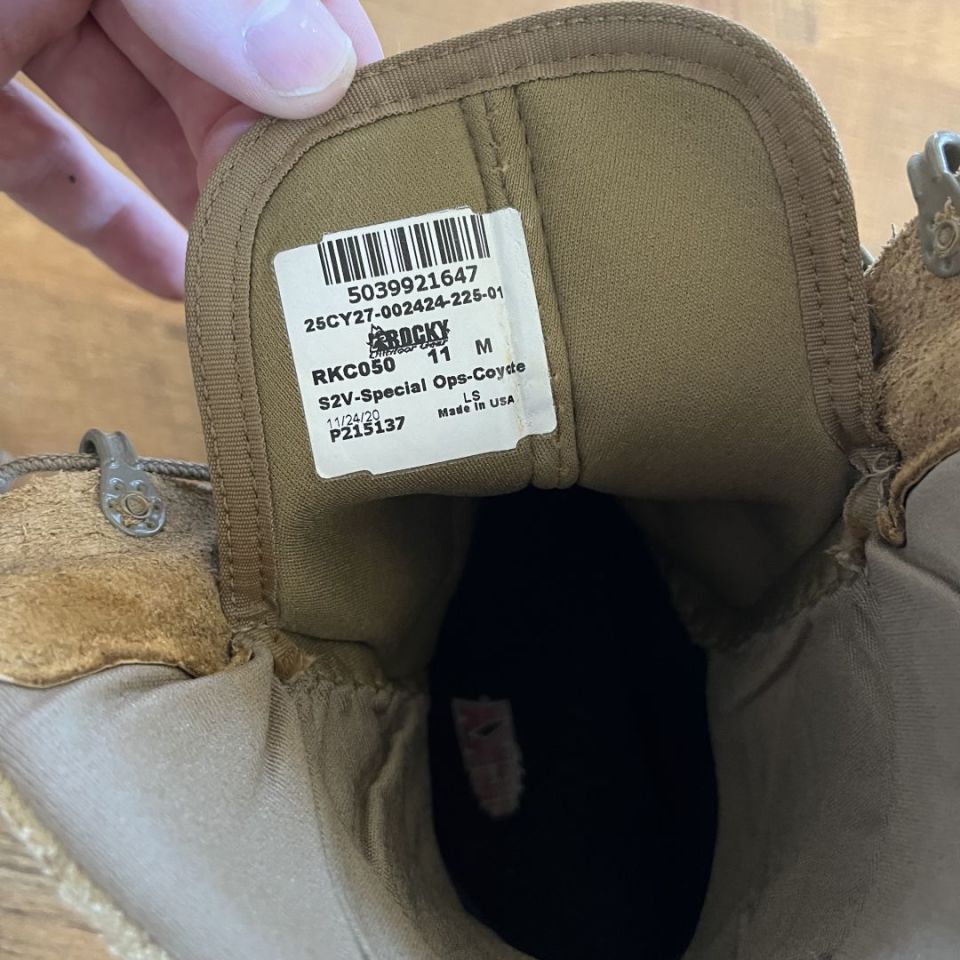 5039921647
25CY27-002424-225-01
ROCKY
RKC050 11 M
S2V-Special Ops-Coyote
11/24/20 LS
P215137 Made in USA